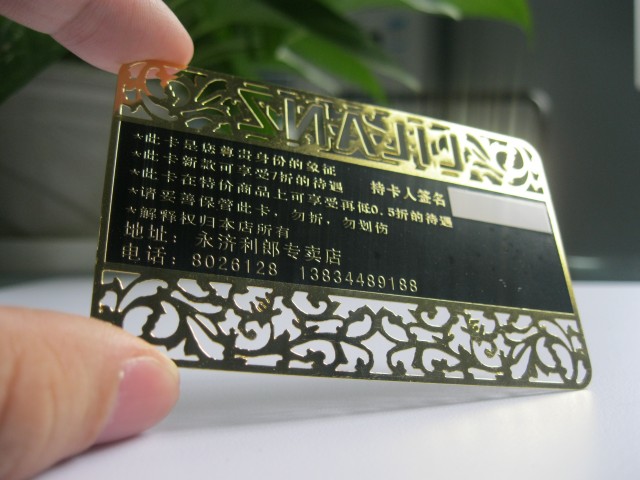 *此卡是您尊贵身份的象征
*此卡新款可享受7折的待遇 持卡人签名
*此卡在特价商品上可享受再低0.5折的待遇
*请妥善保管此卡,勿折,勿划伤
*解释权归本店所有
地址:永济利郎专卖店
电话:8026128 13834489188